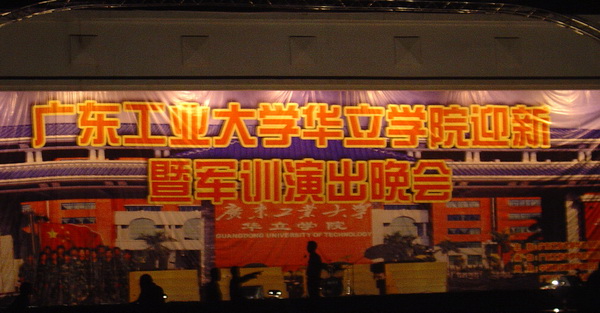 广东工业大学华立学院迎新
暨军训演出晚会
广东工业大学
华立学院
GUANGDONG UNIVERSITY OF TECHNOLOGY